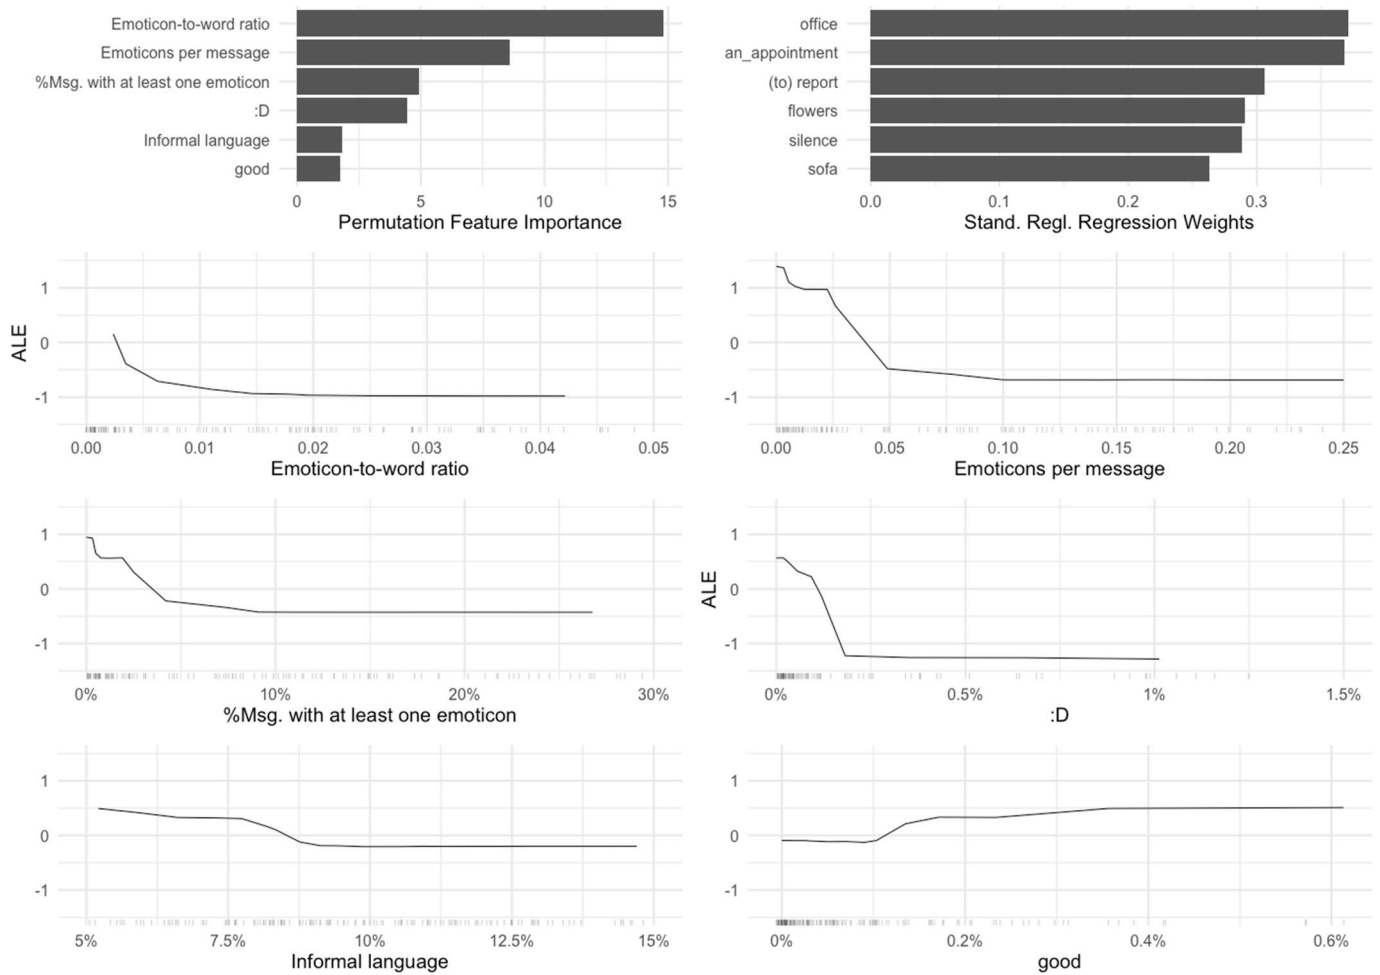 Emoticon-to-word ratio
Emoticons per message
%Msg. with at least one emoticon
:D
Informal language
good
0 5 10 15
Permutation Feature Importance
office
an_appointment
(to) report
flowers
silence
sofa
0.0 0.1 0.2 0.3
Stand. Regl. Regression Weights
ALE
1
0
-1
0.00 0.01 0.02 0.03 0.04 0.05
Emoticon-to-word ratio
1
0
-1
0.00 0.05 0.10 0.15 0.20 0.25
Emoticons per message
1
0
-1
0% 10% 20% 30%
%Msg. with at least one emoticon
ALE
1
0
-1
0% 0.5% 1% 1.5%
:D
1
0
-1
5% 7.5% 10% 12.5% 15%
Informal language
1
0
-1
0% 0.2% 0.4% 0.6%
good